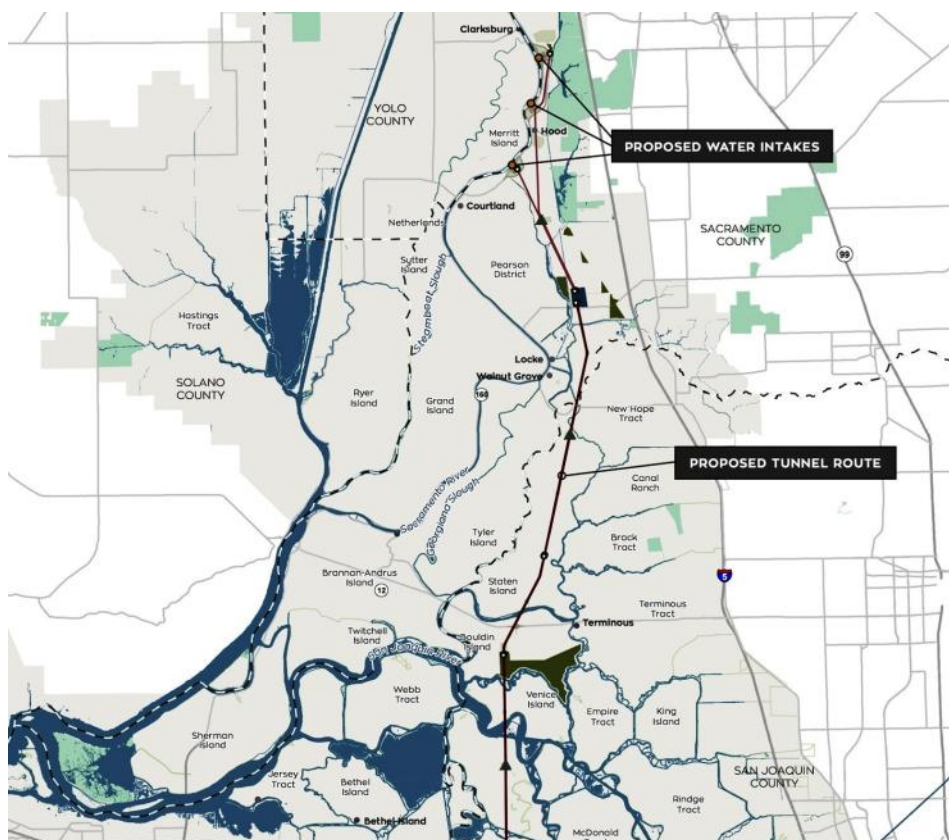 Clarksburg
YOLO
COUNTY
Merritt
Island
Hood
PROPOSED WATER INTAKES
Courtland
Netherlands
SACRAMENTO
COUNTY
99
Sutter
Island
Pearson
District
Steamboat Slough
Hastings
Tract
Locke
SOLANO
COUNTY
Walnut Grove
Ryer
Island
Grand
Island
160
New Hope
Tract
PROPOSED TUNNEL ROUTE
Canal
Ranch
Sacramento River
Georgiana Slough
Tyler
Island
Brack
Tract
Brannan-Andrus
Island
12
Staten
Island
5
Terminous
Tract
Terminous
Twitchell
Island
Bouldin
Island
San Joaquin River
Webb
Tract
Venice
Island
Empire
Tract
King
Island
Sherman
Island
Jersey
Tract
Bethel
Island
SAN JOAQUIN
COUNTY
Rindge
Tract
Bethel Island
McDonald